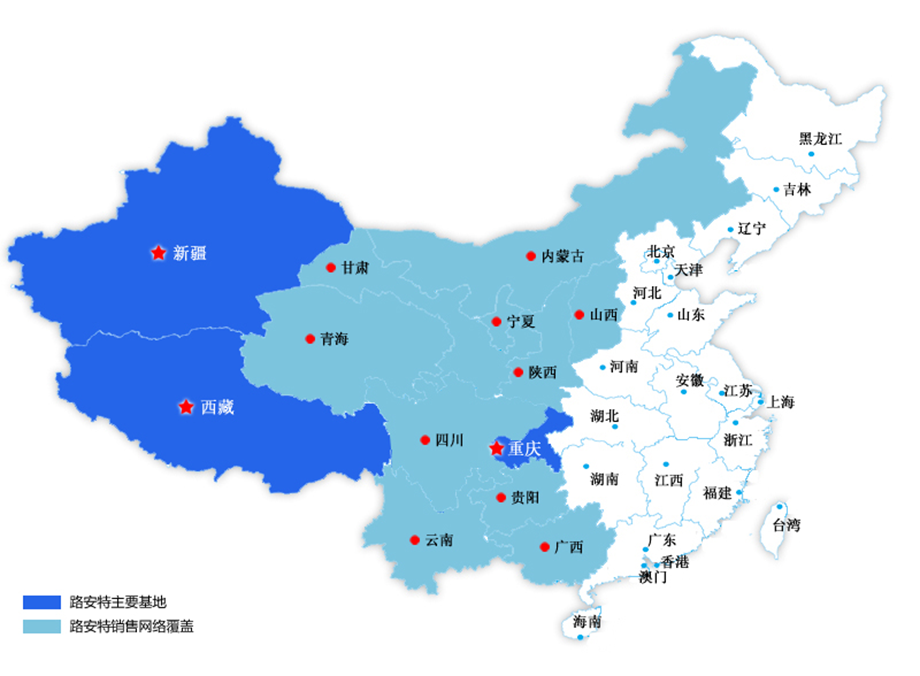 黑龙江
吉林
辽宁
北京
天津
新疆
甘肃
内蒙古
河北
宁夏
山西
山东
青海
陕西
河南
安徽
江苏
上海
西藏
湖北
浙江
四川
重庆
湖南
江西
福建
贵阳
台湾
云南
广西
广东
香港
澳门
路安特主要基地
路安特销售网络覆盖
海南